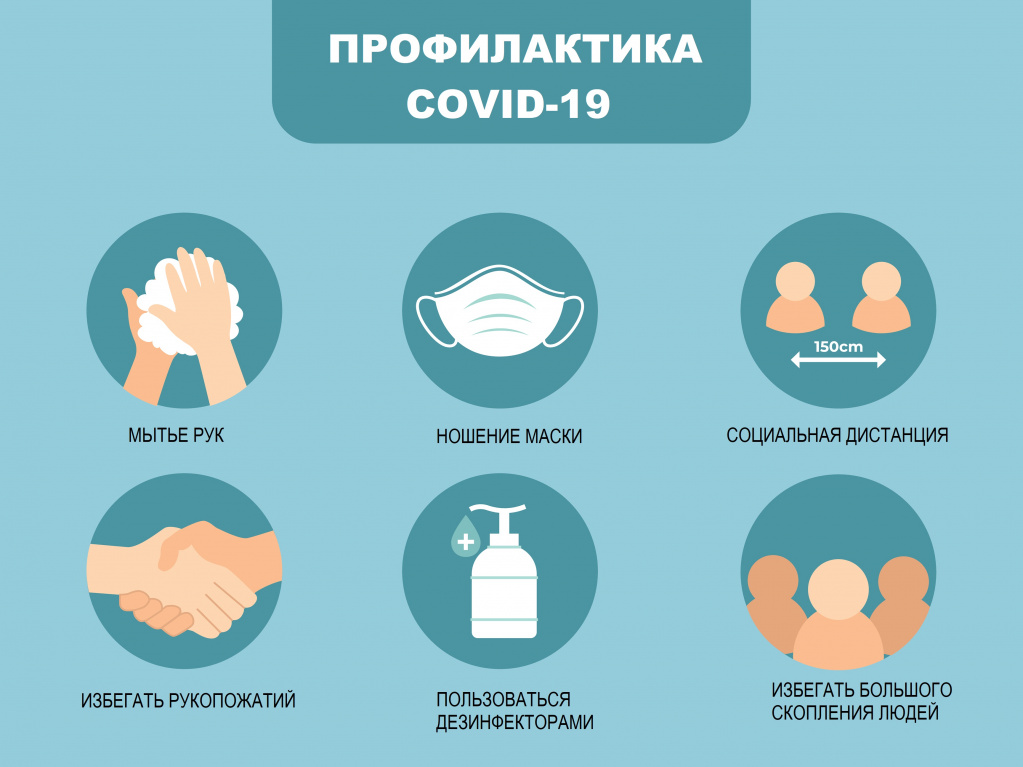 ПРОФИЛАКТИКА
COVID-19
МЫТЬЕ РУК
НОШЕНИЕ МАСКИ
150cm
СОЦИАЛЬНАЯ ДИСТАНЦИЯ
ИЗБЕГАТЬ РУКОПОЖАТИЙ
ПОЛЬЗОВАТЬСЯ
ДЕЗИНФЕКТОРАМИ
ИЗБЕГАТЬ БОЛЬШОГО
СКОПЛЕНИЯ ЛЮДЕЙ